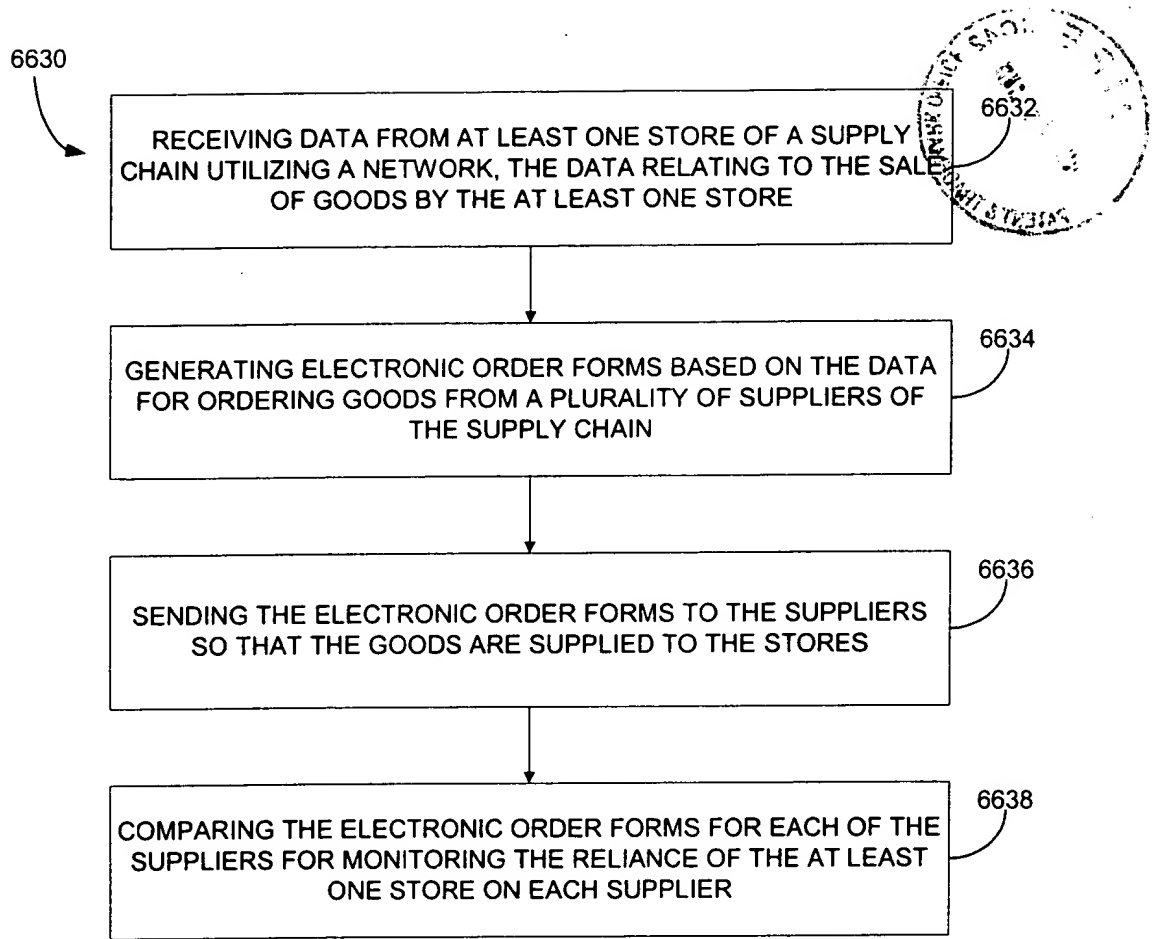 6630
6632
RECEIVING DATA FROM AT LEAST ONE STORE OF A SUPPLY
CHAIN UTILIZING A NETWORK, THE DATA RELATING TO THE SALE
OF GOODS BY THE AT LEAST ONE STORE
6634
GENERATING ELECTRONIC ORDER FORMS BASED ON THE DATA
FOR ORDERING GOODS FROM A PLURALITY OF SUPPLIERS OF
THE SUPPLY CHAIN
6636
SENDING THE ELECTRONIC ORDER FORMS TO THE SUPPLIERS
SO THAT THE GOODS ARE SUPPLIED TO THE STORES
6638
COMPARING THE ELECTRONIC ORDER FORMS FOR EACH OF THE
SUPPLIERS FOR MONITORING THE RELIANCE OF THE AT LEAST
ONE STORE ON EACH SUPPLIER